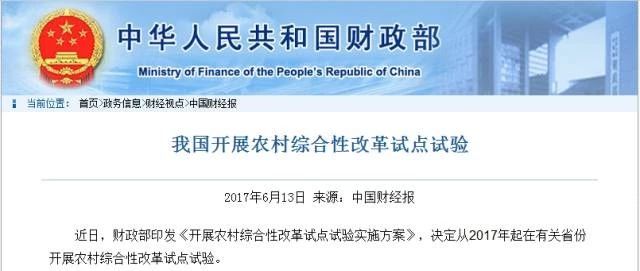 中华人民共和国财政部
Ministry of Finance of the People's Republic of China
当前位置: 首页>政务信息>财经视点>中国财经报
我国开展农村综合性改革试点试验
2017年6月13日 来源：中国财经报
近日，财政部印发《开展农村综合性改革试点试验实施方案》，决定从2017年起在有关省份
开展农村综合性改革试点试验。